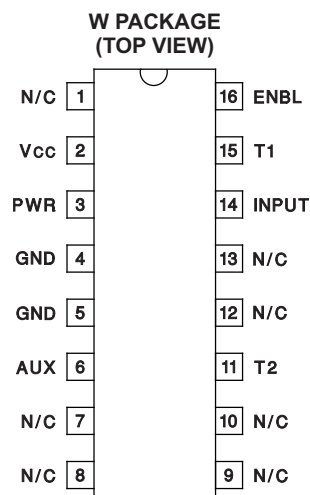 W PACKAGE
(TOP VIEW)
N/C 1 16 ENBL
VCC 2 15 T1
PWR 3 14 INPUT
GND 4 13 N/C
GND 5 12 N/C
AUX 6 11 T2
N/C 7 10 N/C
N/C 8 9 N/C